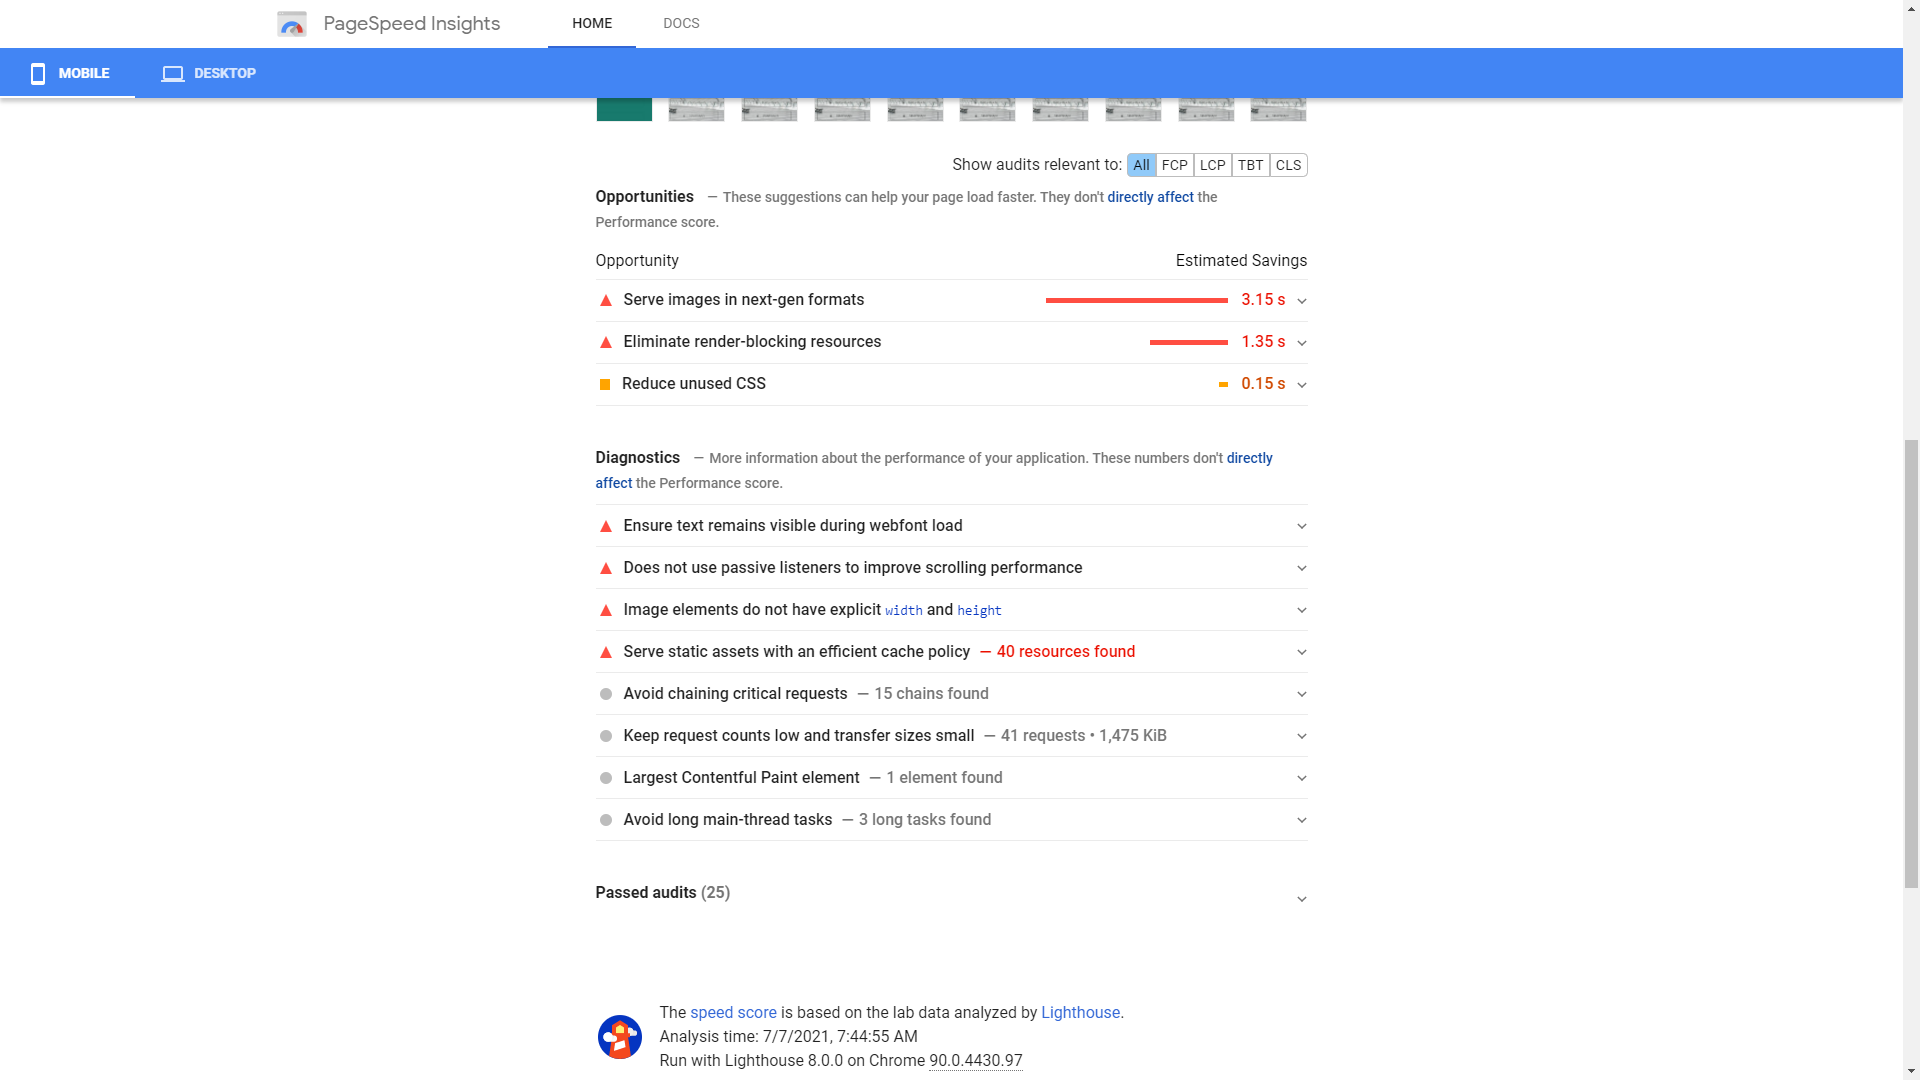 PageSpeed Insights
HOME
DOCS
MOBILE
DESKTOP
Show audits relevant to: All FCP LCP TBT CLS
Opportunities — These suggestions can help your page load faster. They don't directly affect the
Performance score.
Opportunity Estimated Savings
Serve images in next-gen formats 3.15 s
Eliminate render-blocking resources 1.35 s
Reduce unused CSS 0.15 s
Diagnostics — More information about the performance of your application. These numbers don't directly
affect the Performance score.
Ensure text remains visible during webfont load
Does not use passive listeners to improve scrolling performance
Image elements do not have explicit width and height
Serve static assets with an efficient cache policy — 40 resources found
Avoid chaining critical requests — 15 chains found
Keep request counts low and transfer sizes small — 41 requests • 1,475 KiB
Largest Contentful Paint element — 1 element found
Avoid long main-thread tasks — 3 long tasks found
Passed audits (25)
The speed score is based on the lab data analyzed by Lighthouse.
Analysis time: 7/7/2021, 7:44:55 AM
Run with Lighthouse 8.0.0 on Chrome 90.0.4430.97